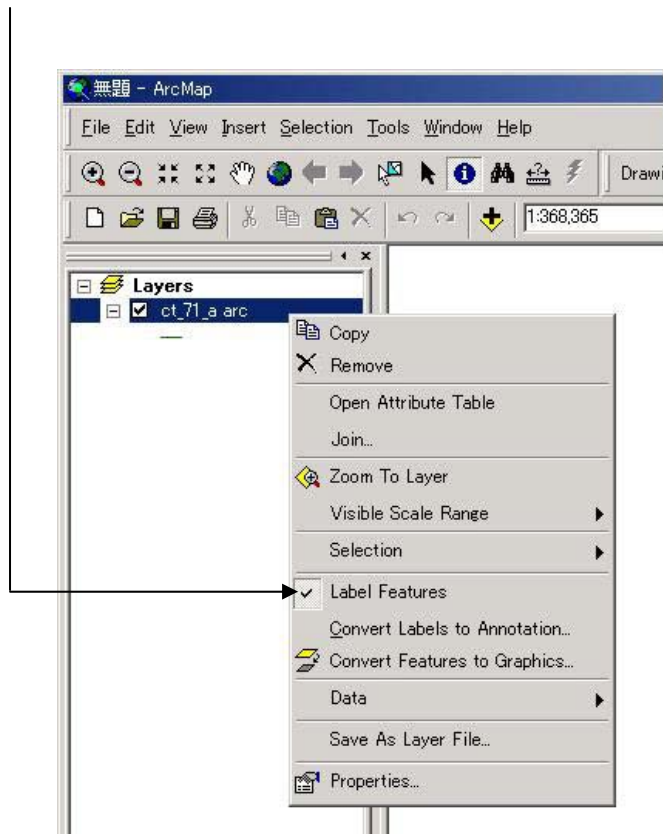 無題 - ArcMap
File Edit View Insert Selection Tools Window Help
Drawi
1:368,365
Layers
ct_71_a arc
Copy
Remove
Open Attribute Table
Join...
Zoom To Layer
Visible Scale Range
Selection
Label Features
Convert Labels to Annotation...
Convert Features to Graphics...
Data
Save As Layer File...
Properties...